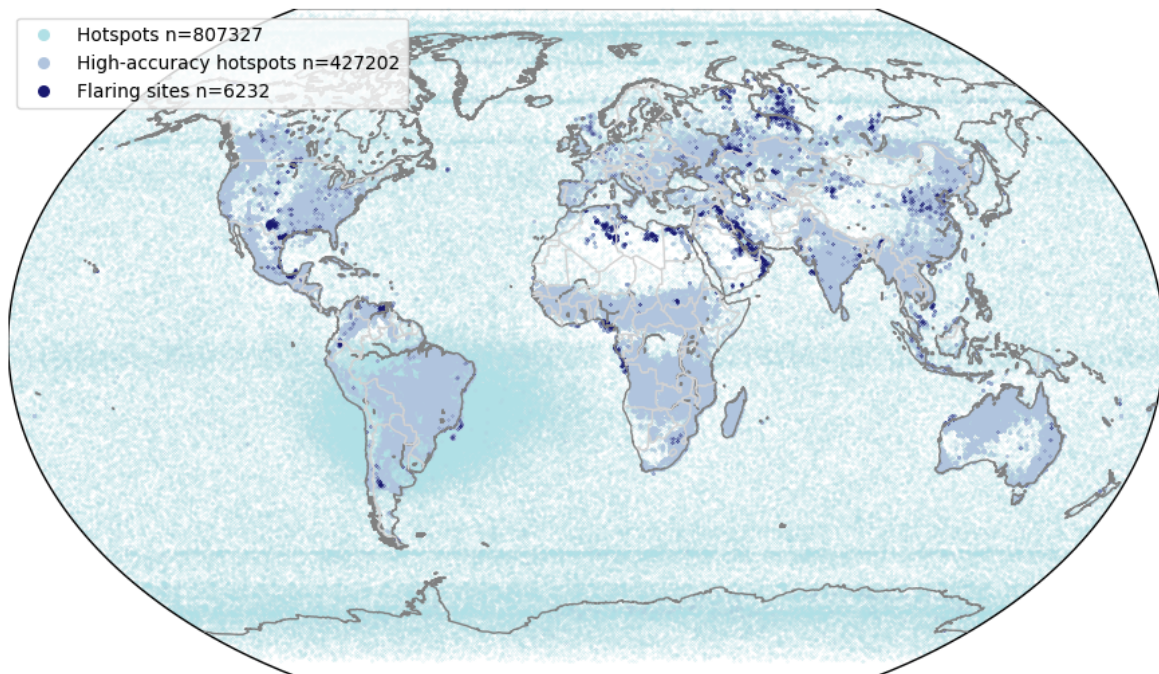 Hotspots n=807327
High-accuracy hotspots n=427202
Flaring sites n=6232